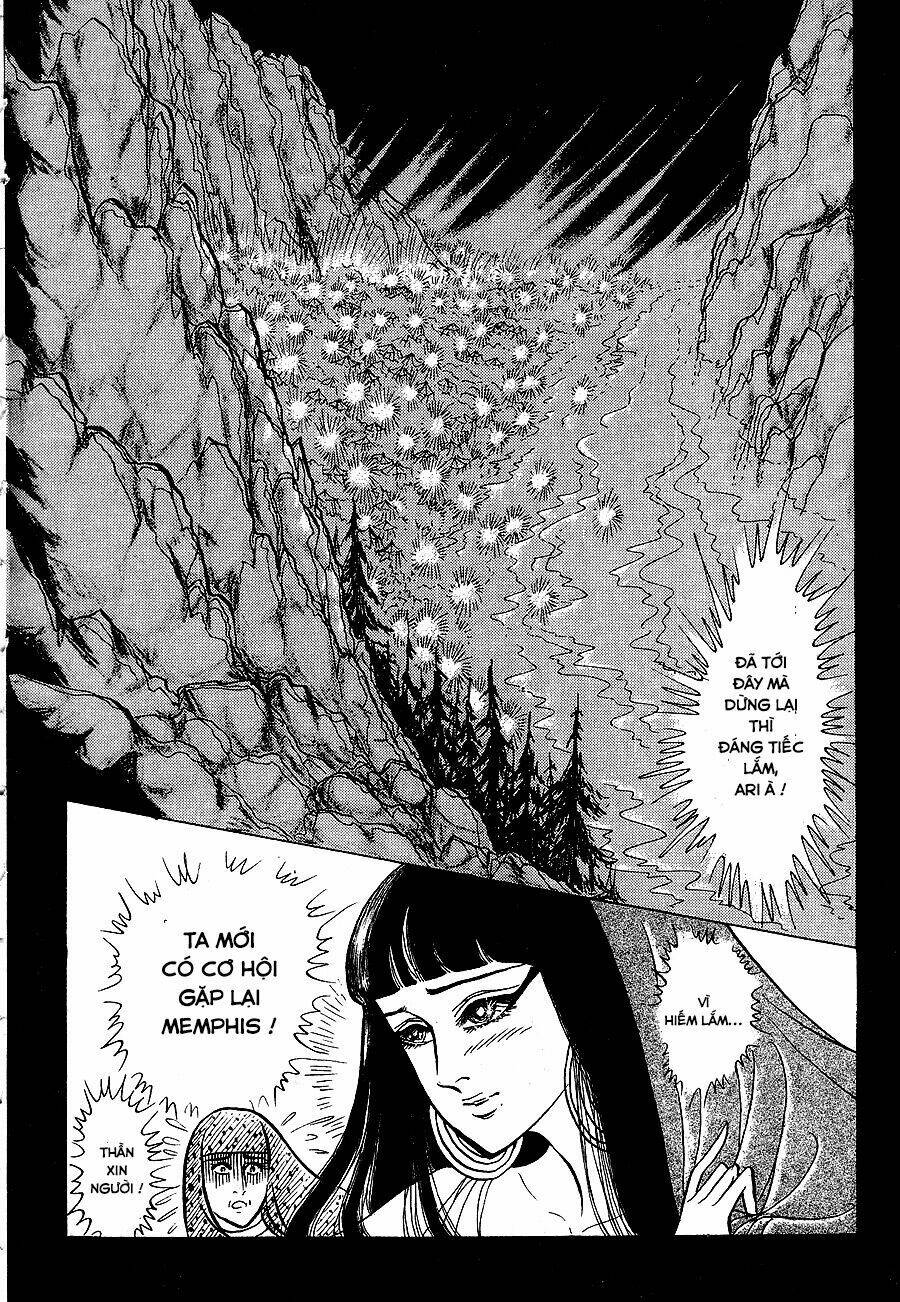 ĐÃ TỚI
ĐÂY MÀ
DỪNG LẠI
THÌ
ĐÁNG TIẾC
LẮM,
ARI À !
VÌ
HIẾM LẮM...
TA MỚI
CÓ CƠ HỘI
GẶP LẠI
MEMPHIS !
THẦN
XIN
NGƯỜI !